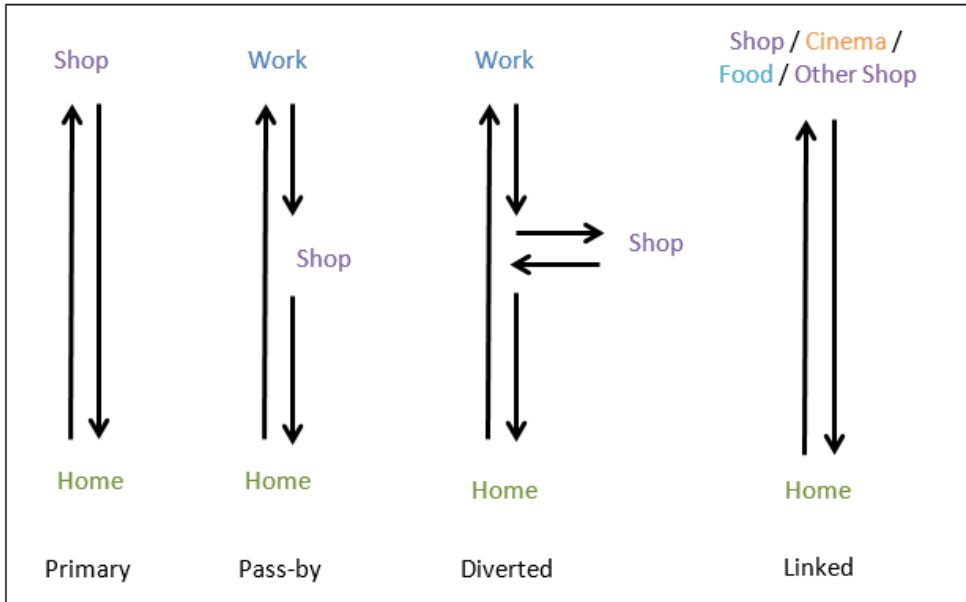 Shop
Work
Work
Shop / Cinema /
Food / Other Shop
Shop
Shop
Home
Home
Home
Home
Primary
Pass-by
Diverted
Linked